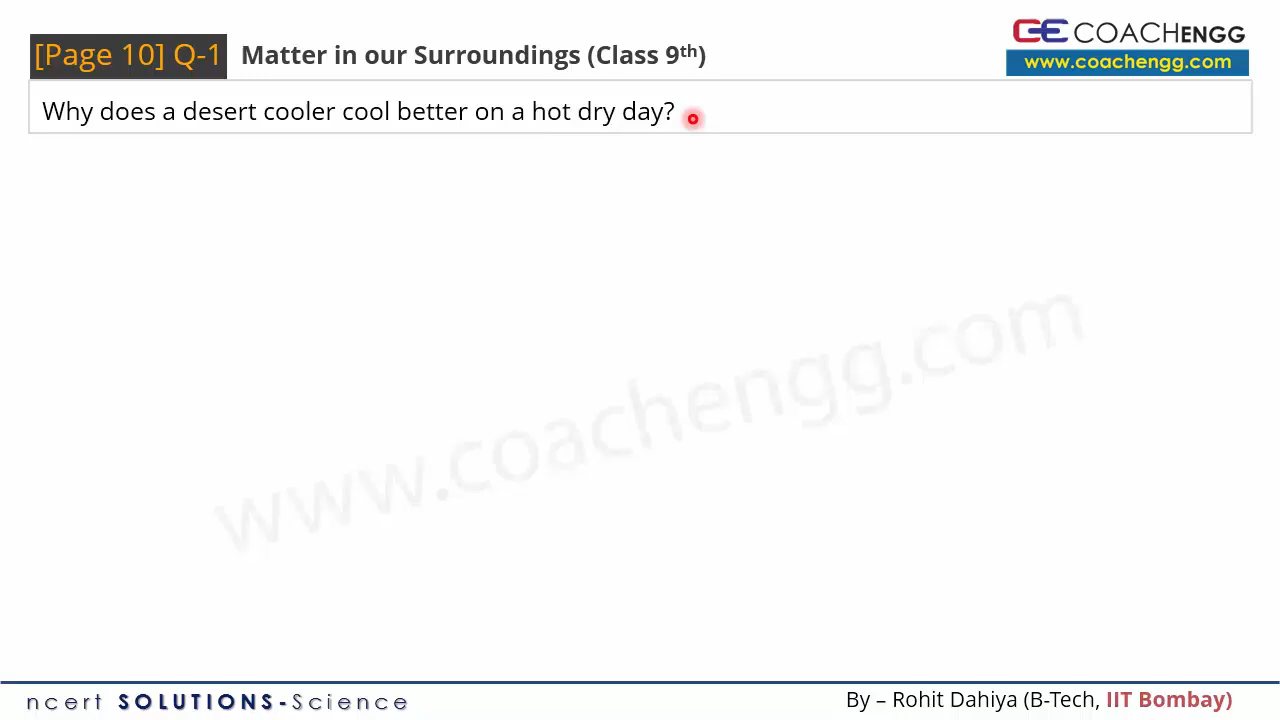 [Page 10] Q-1 Matter in our Surroundings (Class 9th)
GE COACHENGG
www.coachengg.com
Why does a desert cooler cool better on a hot dry day?
www.coachengg.com
ncert SOLUTIONS-Science
By – Rohit Dahiya (B-Tech, IIT Bombay)